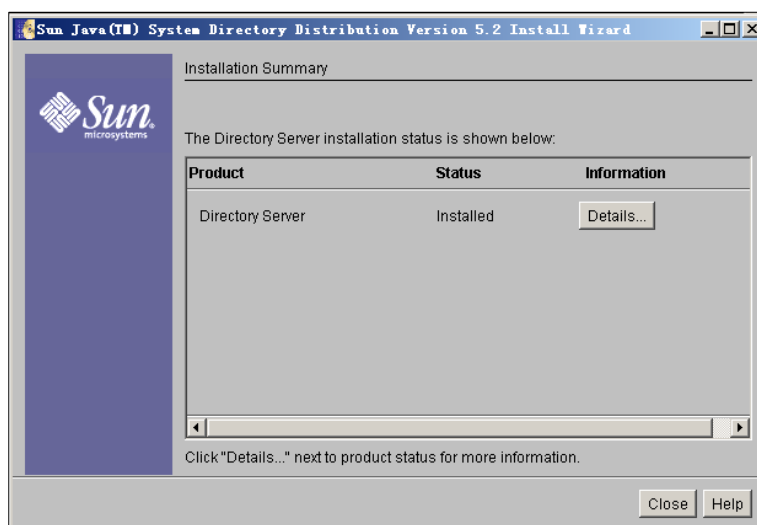 Sun Java(TM) System Directory Distribution Version 5.2 Install Wizard
Sun
microsystems
Installation Summary
The Directory Server installation status is shown below:
Product Status Information
Directory Server Installed Details...
Click "Details..." next to product status for more information.
Close Help